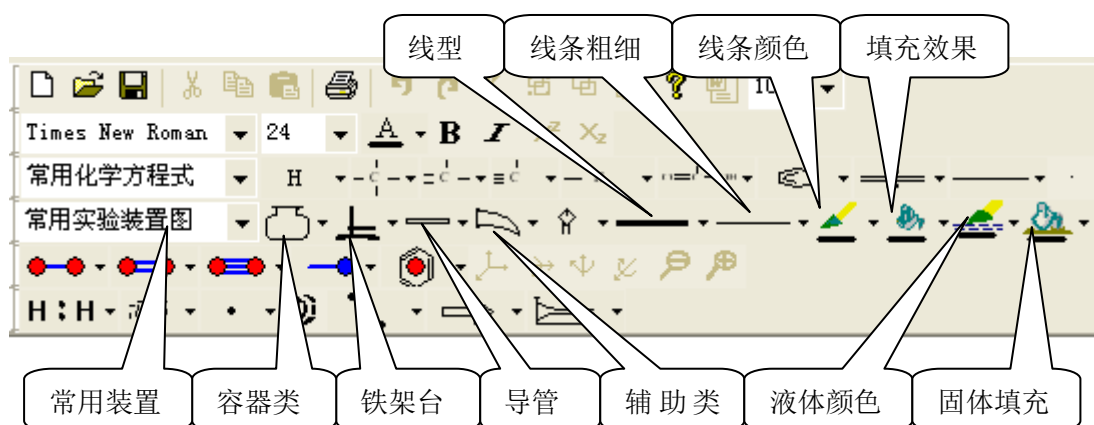 线型 线条粗细 线条颜色 填充效果
Times New Roman 24 A B I
常用化学方程式 H
常用实验装置图
H:H
常用装置 容器类 铁架台 导管 辅助类 液体颜色 固体填充